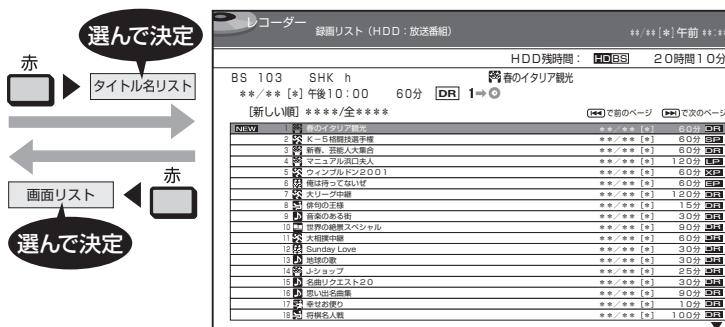 選んで決定
赤
タイトル名リスト
赤
画面リスト
選んで決定
レコーダー
録画リスト（HDD：放送番組）
**/** [*] 午前 **:**
HDD残時間： HD BS 20時間10分
BS 103 SHK h 春のイタリア観光
**/** [*] 午後10：00 60分 DR 1⇒
[新しい順] ****/全****
で前のページ で次のページ
NEW 1 春のイタリア観光 **/** [*] 60分 DR
2 K－5格闘技選手権 **/** [*] 60分 SP
3 新春、芸能人大集合 **/** [*] 60分 DR
4 マニュアル浜口夫人 **/** [*] 120分 LP
5 ウィンブルドン2001 **/** [*] 60分 XP
6 俺は待ってないぜ **/** [*] 60分 EP
7 大リーグ中継 **/** [*] 120分 DR
8 俳句の王様 **/** [*] 15分 DR
9 音楽のある街 **/** [*] 30分 DR
10 世界の絶景スペシャル **/** [*] 90分 DR
11 大相撲中継 **/** [*] 60分 DR
12 Sunday Love **/** [*] 30分 DR
13 地球の歌 **/** [*] 30分 DR
14 J-ショップ **/** [*] 25分 DR
15 名曲リクエスト20 **/** [*] 30分 DR
16 思い出名曲集 **/** [*] 90分 DR
17 幸せお便り **/** [*] 10分 DR
18 将棋名人戦 **/** [*] 100分 DR